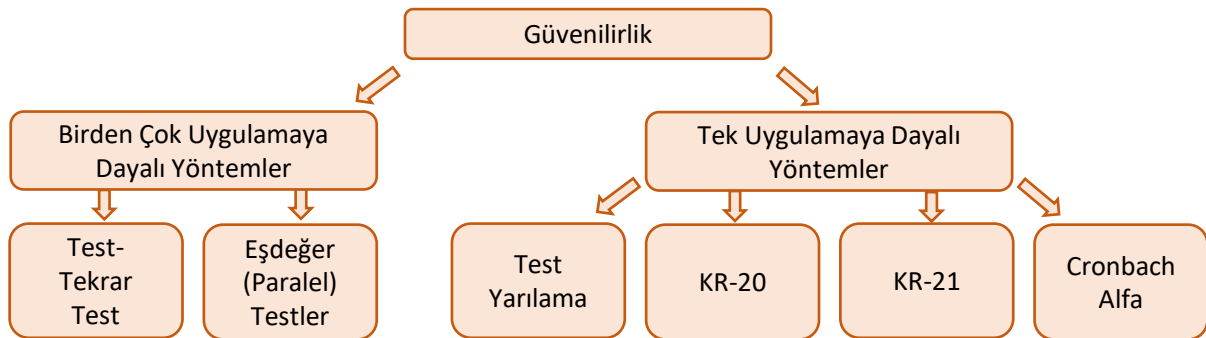 Güvenilirlik
Birden Çok Uygulamaya
Dayalı Yöntemler
Tek Uygulamaya Dayalı
Yöntemler
Test-
Tekrar
Test
Eşdeğer
(Paralel)
Testler
Test
Yarılama
KR-20
KR-21
Cronbach
Alfa